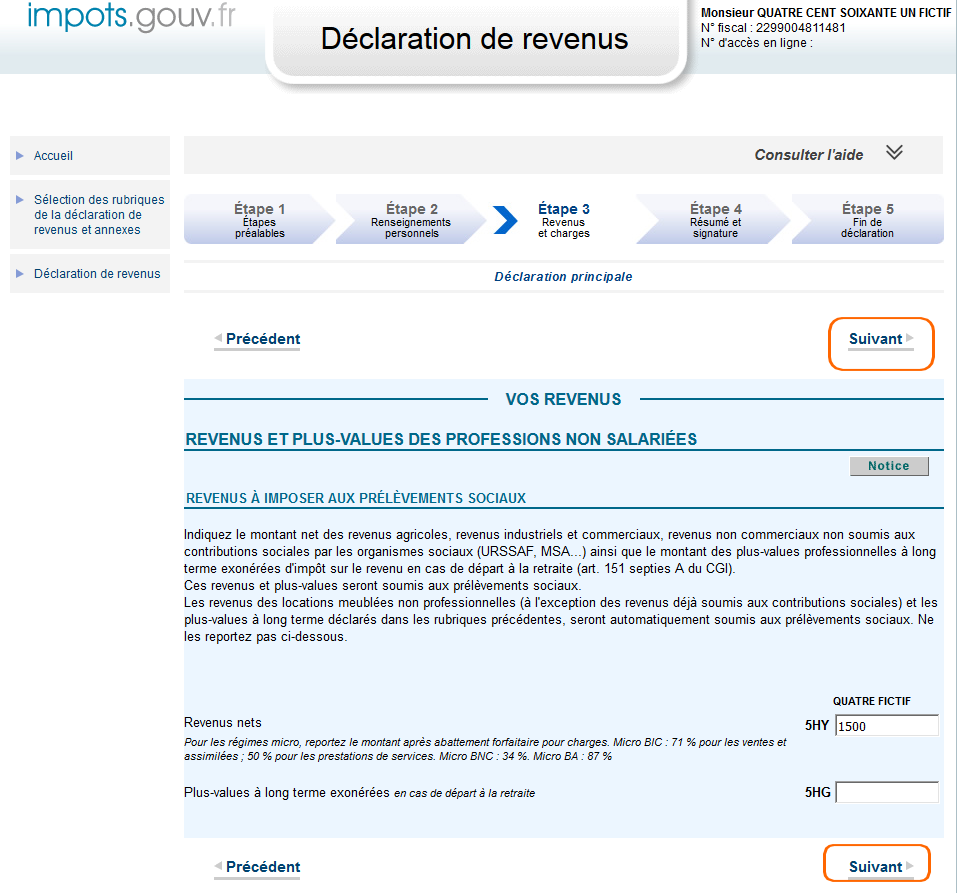 impots.gouv.fr
Déclaration de revenus
Monsieur QUATRE CENT SOIXANTE UN FICTIF
N° fiscal : 2299004811481
N° d'accès en ligne :
Accueil
Sélection des rubriques
de la déclaration de
revenus et annexes
Déclaration de revenus
Consulter l'aide
Étape 1
Étapes
préalables
Étape 2
Renseignements
personnels
Étape 3
Revenus
et charges
Étape 4
Résumé et
signature
Étape 5
Fin de
déclaration
Déclaration principale
Précédent
Suivant
VOS REVENUS
REVENUS ET PLUS-VALUES DES PROFESSIONS NON SALARIÉES
Notice
REVENUS À IMPOSER AUX PRÉLÈVEMENTS SOCIAUX
Indiquez le montant net des revenus agricoles, revenus industriels et commerciaux, revenus non commerciaux non soumis aux
contributions sociales par les organismes sociaux (URSSAF, MSA...) ainsi que le montant des plus-values professionnelles à long
terme exonérées d'impôt sur le revenu en cas de départ à la retraite (art. 151 septies A du CGI).
Ces revenus et plus-values seront soumis aux prélèvements sociaux.
Les revenus des locations meublées non professionnelles (à l'exception des revenus déjà soumis aux contributions sociales) et les
plus-values à long terme déclarés dans les rubriques précédentes, seront automatiquement soumis aux prélèvements sociaux. Ne
les reportez pas ci-dessous.
QUATRE FICTIF
Revenus nets
5HY 1500
Pour les régimes micro, reportez le montant après abattement forfaitaire pour charges. Micro BIC : 71 % pour les ventes et
assimilées ; 50 % pour les prestations de services. Micro BNC : 34 %. Micro BA : 87 %
Plus-values à long terme exonérées en cas de départ à la retraite
5HG
Précédent
Suivant